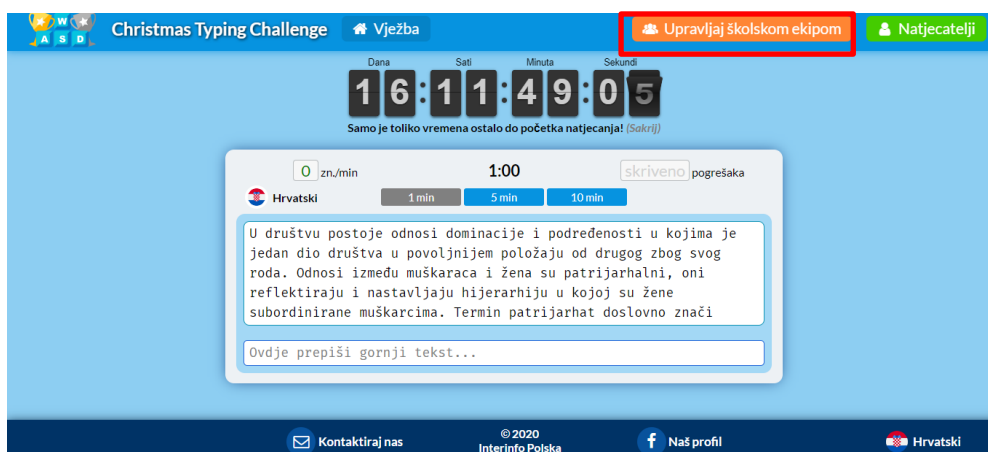 W
A S D
Christmas Typing Challenge
Vježba
Upravljaj školskom ekipom
Natjecatelji
Dana Sati Minuta Sekundi
16:11:49:05
Samo je toliko vremena ostalo do početka natjecanja! (Sakrij)
0 zn./min 1:00 skriveno pogrešaka
Hrvatski 1 min 5 min 10 min
U društvu postoje odnosi dominacije i podređenosti u kojima je
jedan dio društva u povoljnijem položaju od drugog zbog svog
roda. Odnosi između muškaraca i žena su patrijarhalni, oni
reflektiraju i nastavljaju hijerarhiju u kojoj su žene
subordinirane muškarcima. Termin patrijarhat doslovno znači
Ovdje prepiši gornji tekst...
Kontaktiraj nas
© 2020
Interinfo Polska
Naš profil
Hrvatski